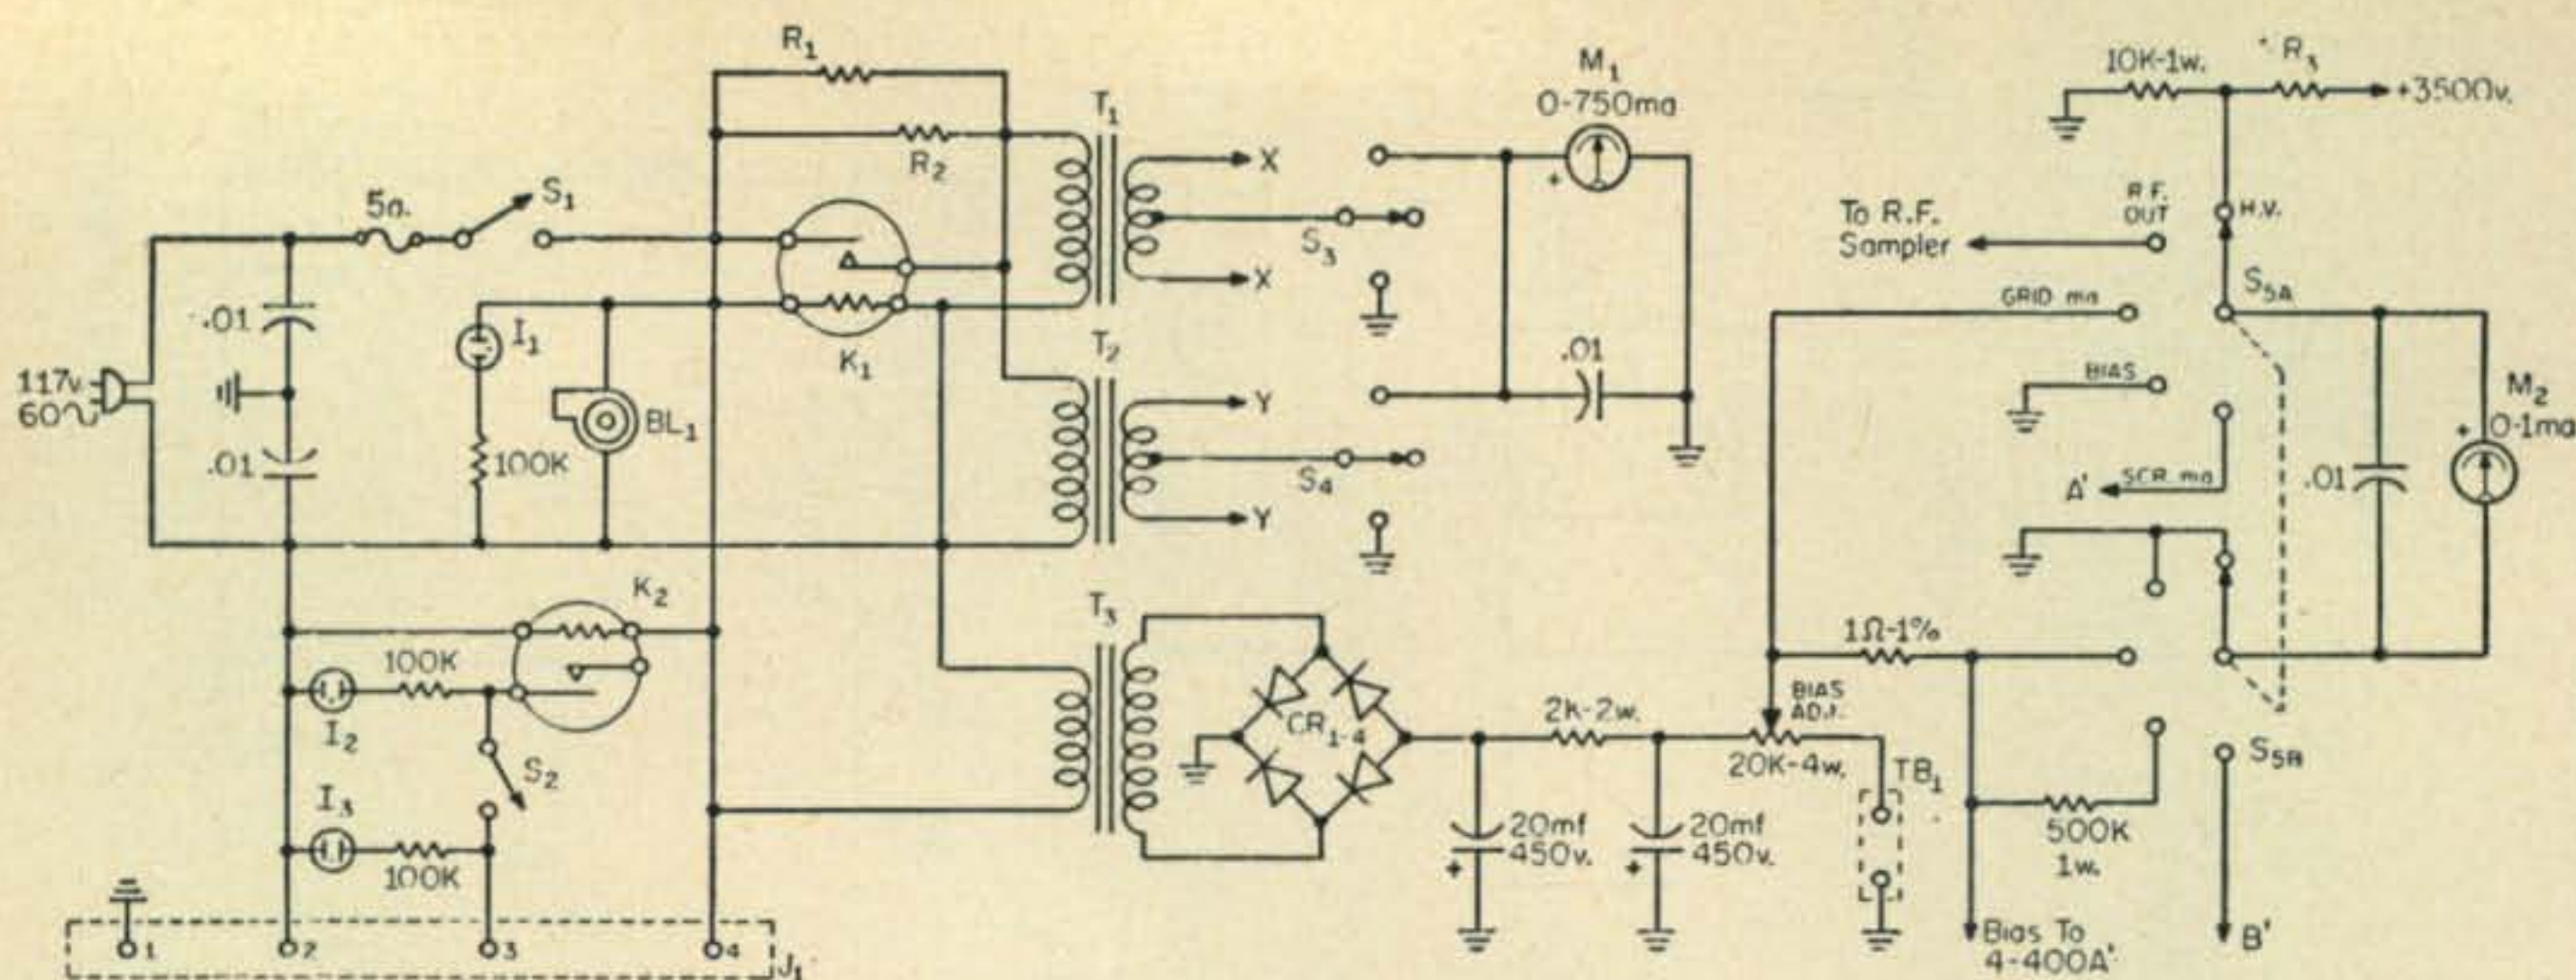 R1
R2
5a.
S1
.01
.01
117v.
60~
I1
100K
BL1
K1
T1
X
X
S3
M1
0-750ma
+
.01
T2
Y
Y
S4
K2
100K
I2
S2
I3
100K
1
2
3
4
J1
T3
CR1-4
2K-2w.
20mf
450v.
+
20mf
450v.
+
BIAS
ADJ.
20K-4w.
TB1
1Ω-1%
500K
1w.
Bias To
4-400A'
B'
S5B
10K-1w.
R3
+3500v.
R.F.
OUT
H.V.
To R.F.
Sampler
S5A
GRID ma
BIAS
A'
SCR. ma
.01
M2
+
0-1ma